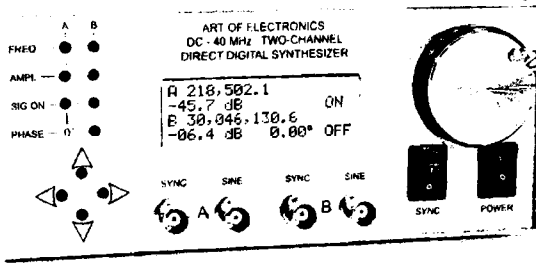 A B
ART OF ELECTRONICS
DC - 40 MHz TWO-CHANNEL
DIRECT DIGITAL SYNTHESIZER
FREQ
AMPL
SIG ON
PHASE
A 218,502.1
-45.7 dB ON
B 30,046,130.6
-06.4 dB 0.00° OFF
SYNC SINE SYNC SINE
A B
SYNC POWER